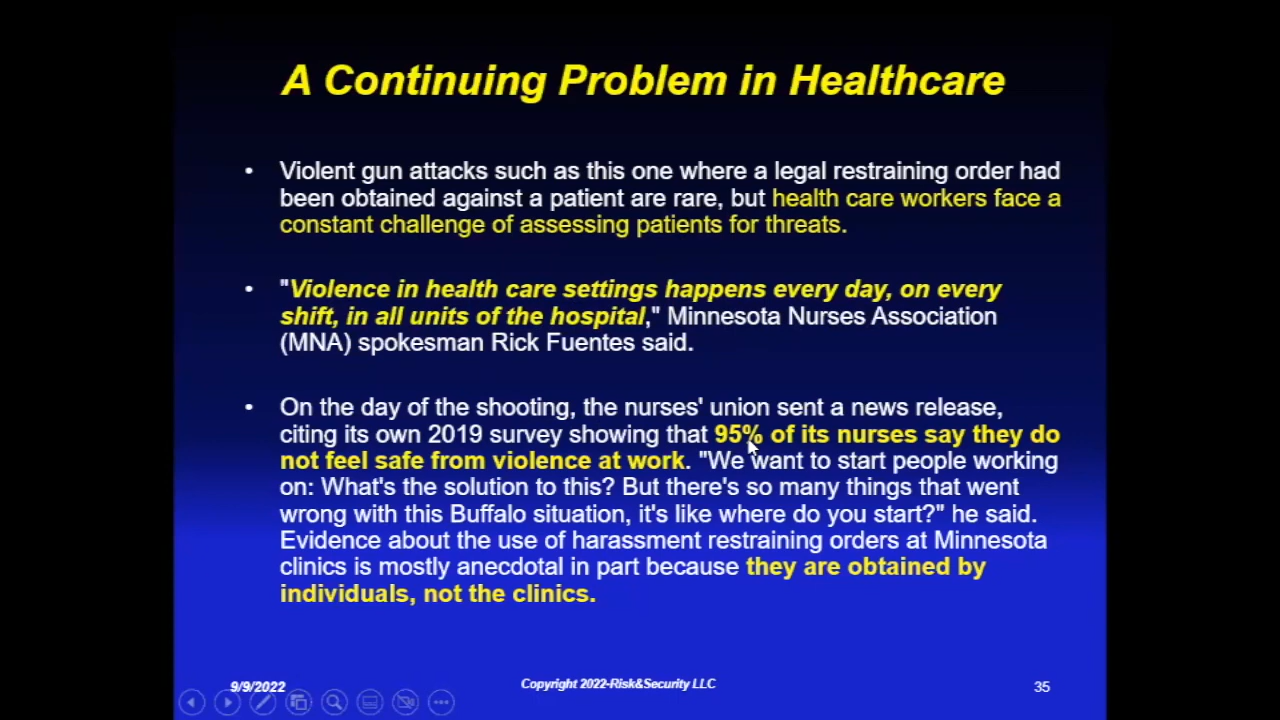 A Continuing Problem in Healthcare
• Violent gun attacks such as this one where a legal restraining order had
been obtained against a patient are rare, but health care workers face a
constant challenge of assessing patients for threats.
• "Violence in health care settings happens every day, on every
shift, in all units of the hospital," Minnesota Nurses Association
(MNA) spokesman Rick Fuentes said.
• On the day of the shooting, the nurses' union sent a news release,
citing its own 2019 survey showing that 95% of its nurses say they do
not feel safe from violence at work. "We want to start people working
on: What's the solution to this? But there's so many things that went
wrong with this Buffalo situation, it's like where do you start?" he said.
Evidence about the use of harassment restraining orders at Minnesota
clinics is mostly anecdotal in part because they are obtained by
individuals, not the clinics.
9/9/2022
Copyright 2022-Risk&Security LLC
35